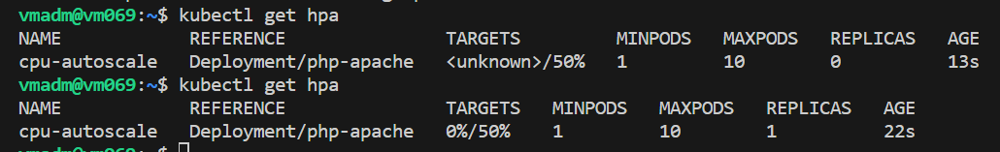 vmadm@vm069:~$ kubectl get hpa
NAME            REFERENCE               TARGETS         MINPODS   MAXPODS   REPLICAS   AGE
cpu-autoscale   Deployment/php-apache   <unknown>/50%   1         10        0          13s
vmadm@vm069:~$ kubectl get hpa
NAME            REFERENCE               TARGETS   MINPODS   MAXPODS   REPLICAS   AGE
cpu-autoscale   Deployment/php-apache   0%/50%    1         10        1          22s